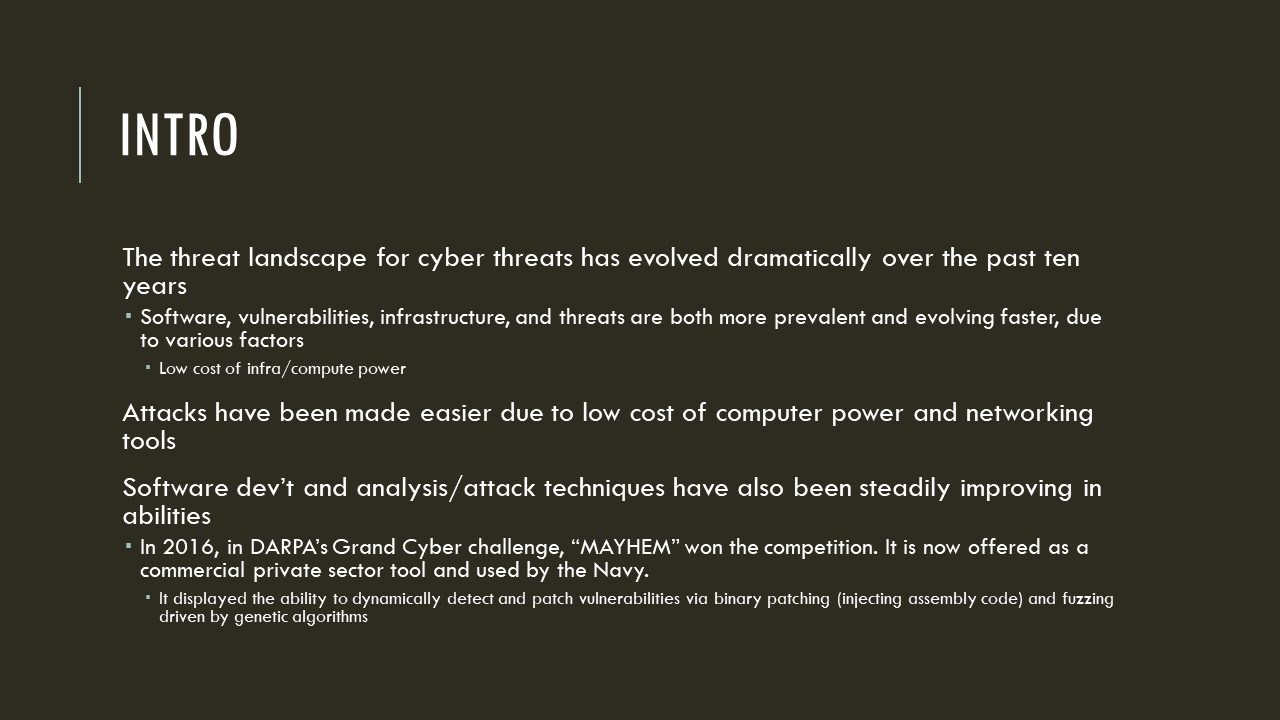 INTRO
The threat landscape for cyber threats has evolved dramatically over the past ten
years
▪ Software, vulnerabilities, infrastructure, and threats are both more prevalent and evolving faster, due
to various factors
▪ Low cost of infra/compute power
Attacks have been made easier due to low cost of computer power and networking
tools
Software dev’t and analysis/attack techniques have also been steadily improving in
abilities
▪ In 2016, in DARPA’s Grand Cyber challenge, “MAYHEM” won the competition. It is now offered as a
commercial private sector tool and used by the Navy.
▪ It displayed the ability to dynamically detect and patch vulnerabilities via binary patching (injecting assembly code) and fuzzing
driven by genetic algorithms